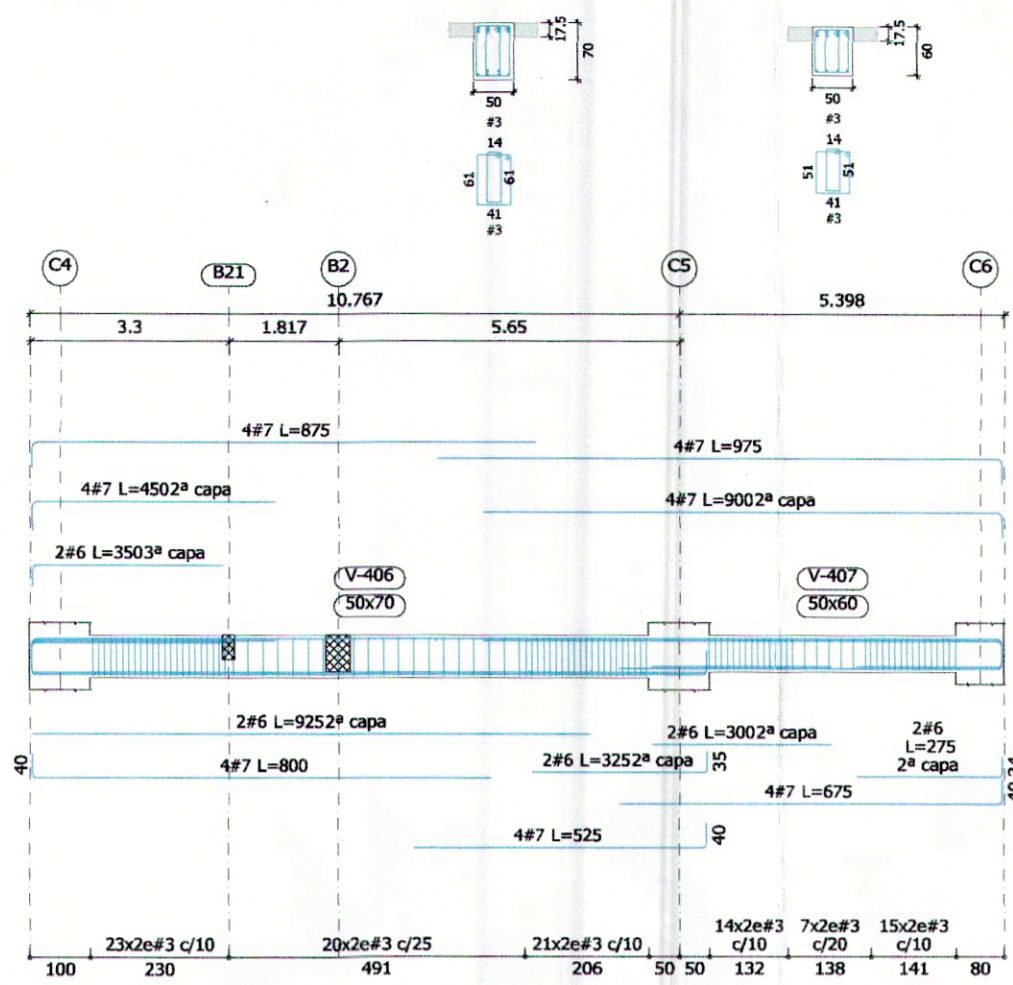 17.5
70
50
#3
14
61
61
41
#3
17.5
60
50
#3
14
51
51
41
#3
C4
B21
B2
C5
C6
10.767
5.398
3.3
1.817
5.65
4#7 L=875
4#7 L=975
4#7 L=4502ª capa
4#7 L=9002ª capa
2#6 L=3503ª capa
V-406
50x70
V-407
50x60
2#6 L=9252ª capa
2#6 L=3002ª capa
2#6
L=275
2ª capa
40
4#7 L=800
2#6 L=3252ª capa
35
4#7 L=675
40 34
4#7 L=525
40
23x2e#3 c/10
20x2e#3 c/25
21x2e#3 c/10
14x2e#3
c/10
7x2e#3
c/20
15x2e#3
c/10
100
230
491
206
50
50
132
138
141
80